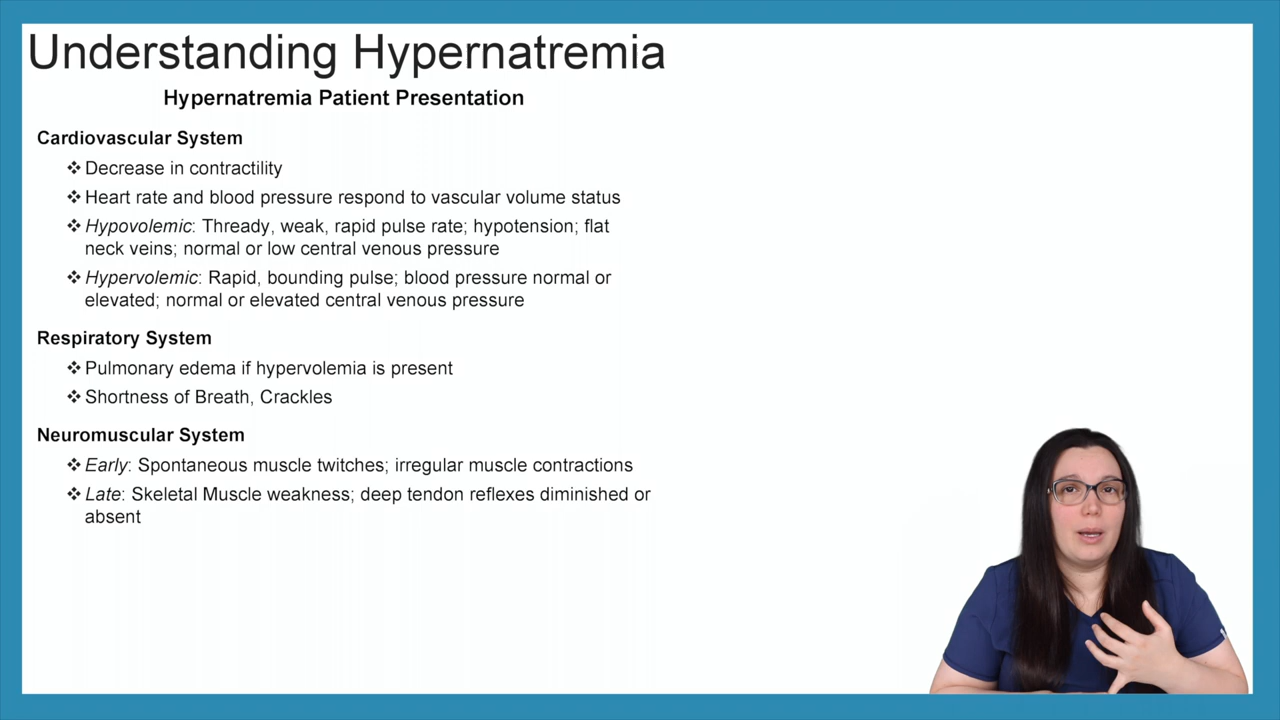 Understanding Hypernatremia
Hypernatremia Patient Presentation
Cardiovascular System
❖ Decrease in contractility
❖ Heart rate and blood pressure respond to vascular volume status
❖ Hypovolemic: Thready, weak, rapid pulse rate; hypotension; flat
neck veins; normal or low central venous pressure
❖ Hypervolemic: Rapid, bounding pulse; blood pressure normal or
elevated; normal or elevated central venous pressure
Respiratory System
❖ Pulmonary edema if hypervolemia is present
❖ Shortness of Breath, Crackles
Neuromuscular System
❖ Early: Spontaneous muscle twitches; irregular muscle contractions
❖ Late: Skeletal Muscle weakness; deep tendon reflexes diminished or
absent